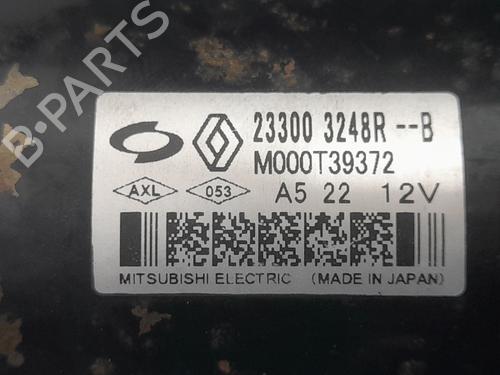 B-PARTS
23300 3248R --B
M000T39372
AXL 053 A5 22 12V
MITSUBISHI ELECTRIC (MADE IN JAPAN)